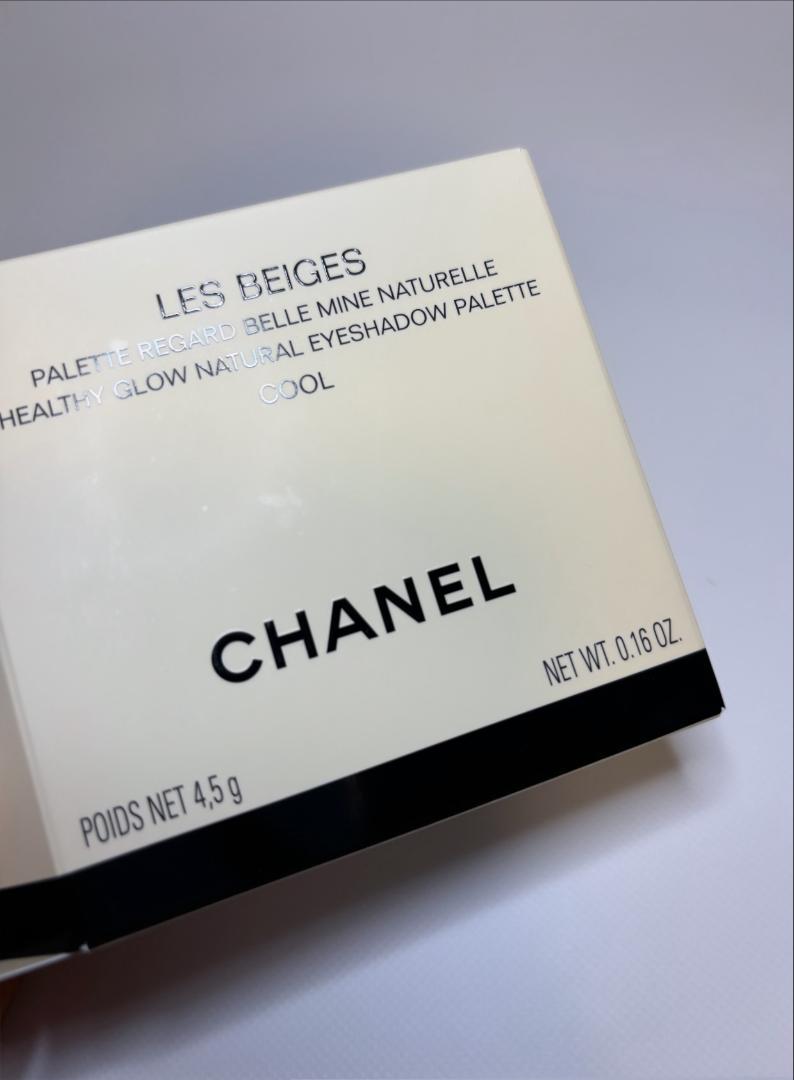 LES BEIGES
PALETTE REGARD BELLE MINE NATURELLE
HEALTHY GLOW NATURAL EYESHADOW PALETTE
COOL
CHANEL
NET WT. 0.16 OZ.
POIDS NET 4,5 g